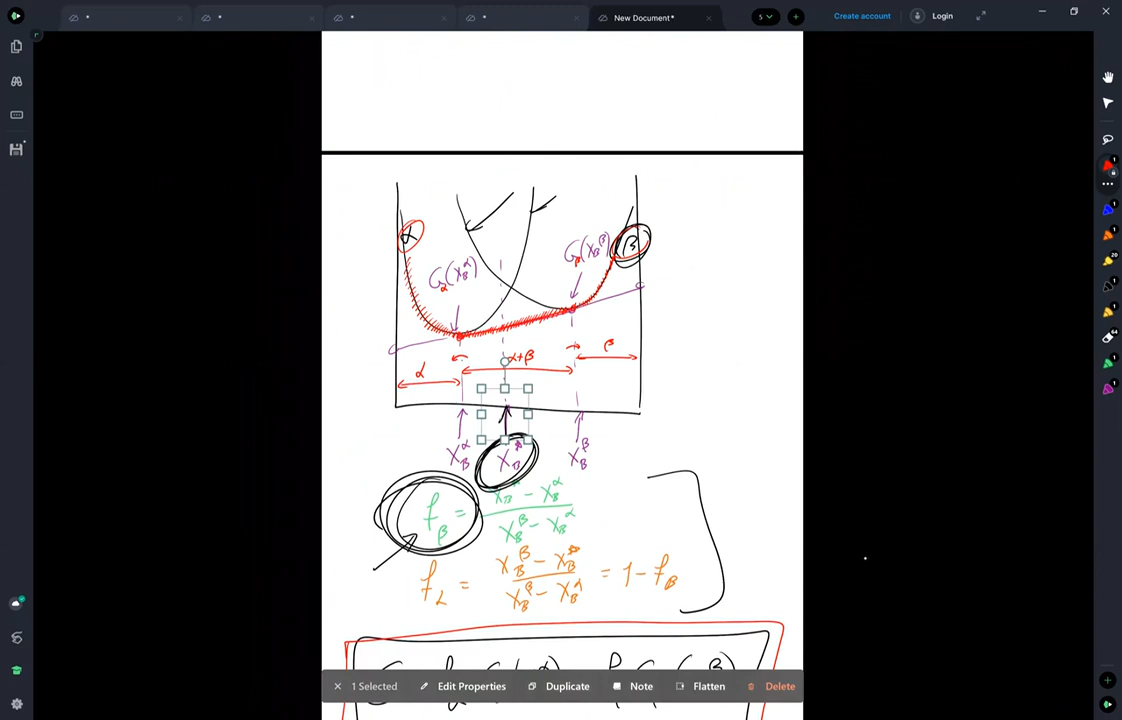 New Document*
5
Create account
Login
α
β
G_α(X_B^α)
G_β(X_B^β)
α
α+β
β
X_B^α
X_B^*
X_B^β
f_β = (X_B^* - X_B^α) / (X_B^β - X_B^α)
f_α = (X_B^β - X_B^*) / (X_B^β - X_B^α) = 1 - f_β
1 Selected
Edit Properties
Duplicate
Note
Flatten
Delete